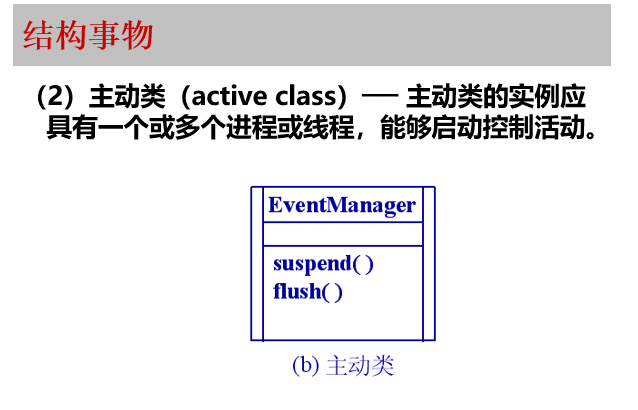 结构事物
（2）主动类（active class）── 主动类的实例应
具有一个或多个进程或线程，能够启动控制活动。
EventManager
suspend( )
flush( )
(b) 主动类